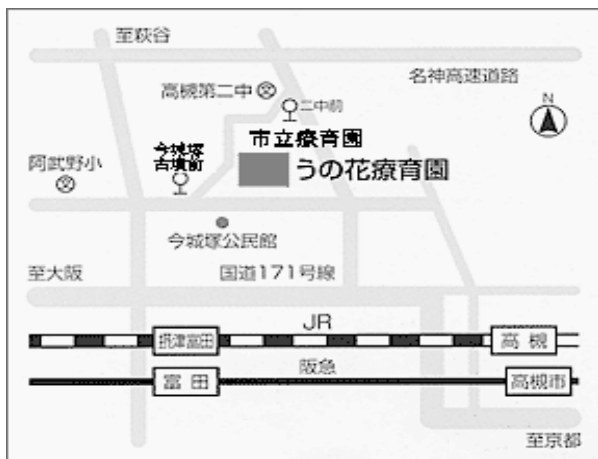 至萩谷
名神高速道路
高槻第二中
二中前
N
市立療育園
今城塚
古墳前
阿武野小
うの花療育園
今城塚公民館
至大阪
国道171号線
JR
摂津富田
高槻
阪急
富田
高槻市
至京都